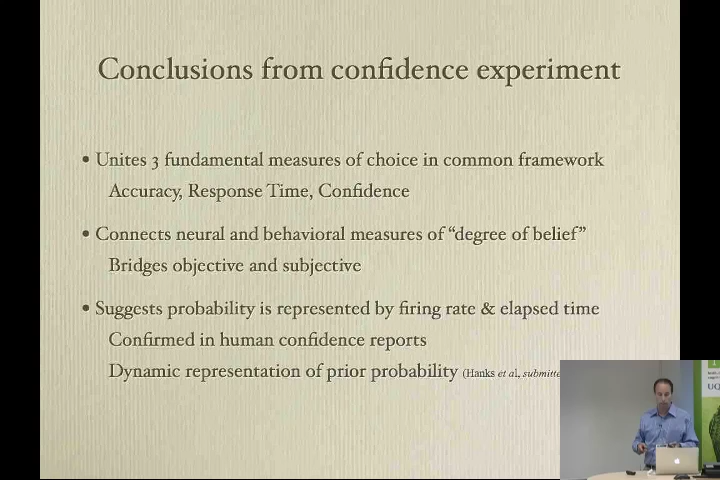 Conclusions from confidence experiment
• Unites 3 fundamental measures of choice in common framework
Accuracy, Response Time, Confidence
• Connects neural and behavioral measures of “degree of belief”
Bridges objective and subjective
• Suggests probability is represented by firing rate & elapsed time
Confirmed in human confidence reports
Dynamic representation of prior probability (Hanks et al, submitte
UQ